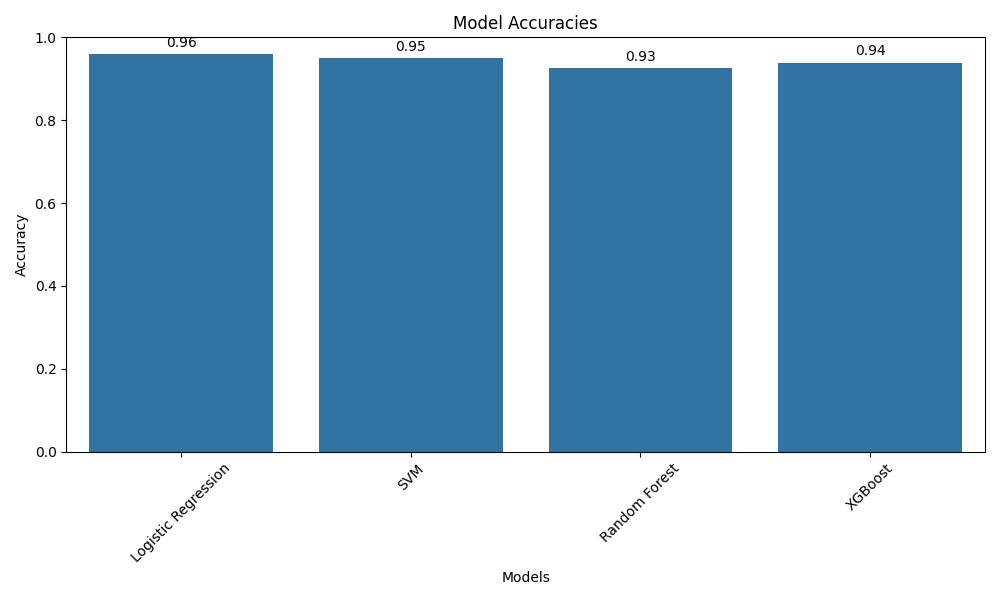 Model Accuracies
0.96
0.95
0.93
0.94
1.0
0.8
0.6
0.4
0.2
0.0
Accuracy
Logistic Regression
SVM
Random Forest
XGBoost
Models